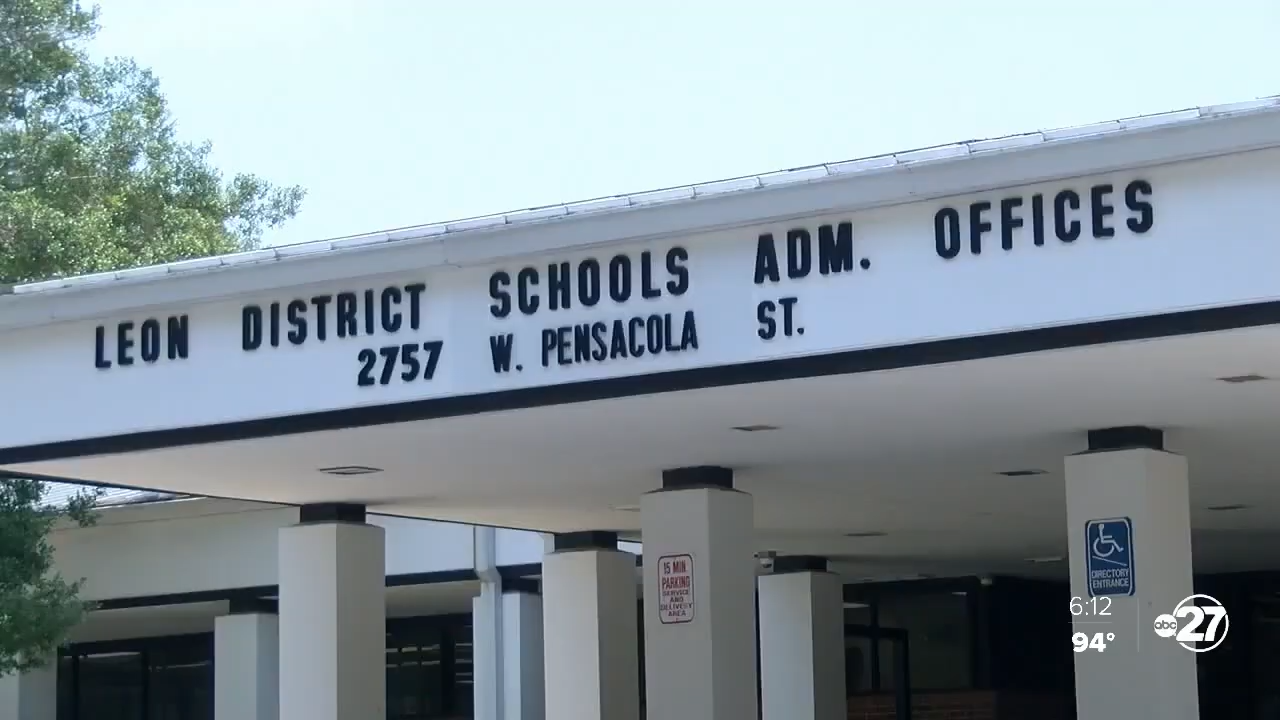 LEON DISTRICT SCHOOLS ADM. OFFICES
2757 W. PENSACOLA ST.
15 MIN
PARKING
SERVICE
AND
DELIVERY
AREA
DIRECTORY
ENTRANCE
6:12
94°
abc 27